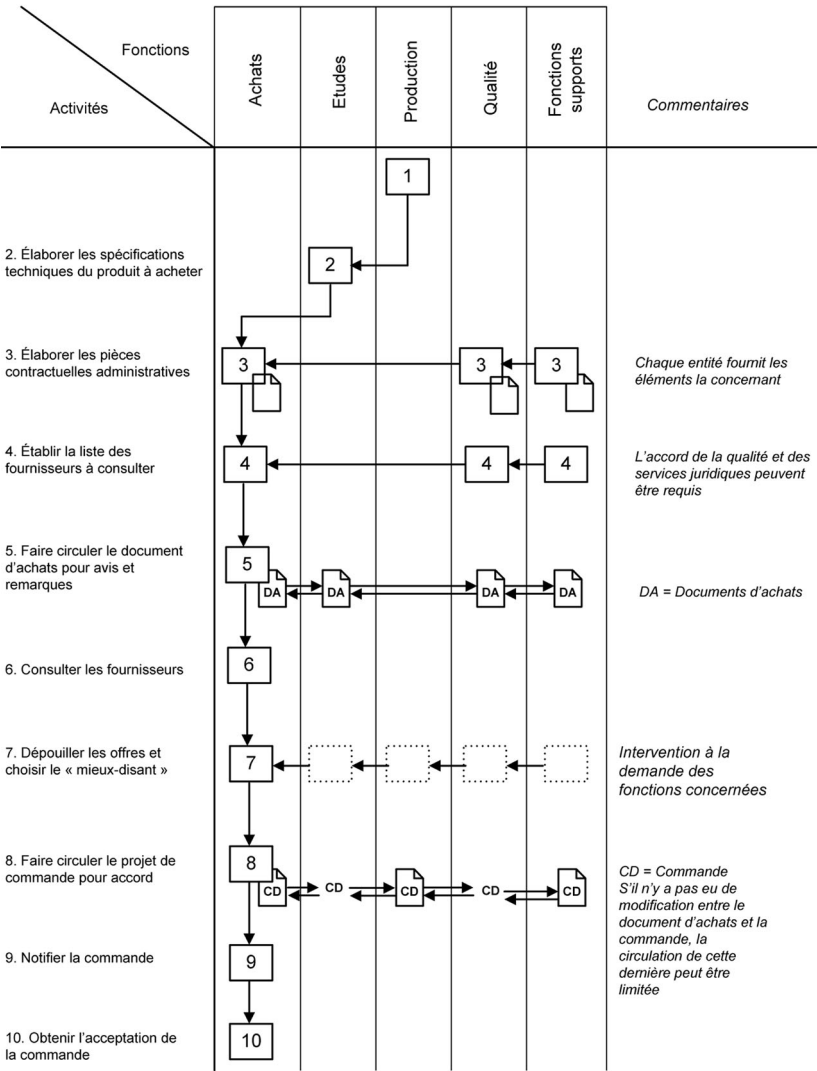 Fonctions
Activités
Achats
Etudes
Production
Qualité
Fonctions
supports
Commentaires
1
2. Élaborer les spécifications
techniques du produit à acheter
2
3. Élaborer les pièces
contractuelles administratives
3
3
3
Chaque entité fournit les
éléments la concernant
4. Établir la liste des
fournisseurs à consulter
4
4
4
L'accord de la qualité et des
services juridiques peuvent
être requis
5. Faire circuler le document
d'achats pour avis et
remarques
5
DA
DA
DA
DA
DA = Documents d'achats
6. Consulter les fournisseurs
6
7. Dépouiller les offres et
choisir le « mieux-disant »
7
Intervention à la
demande des
fonctions concernées
8. Faire circuler le projet de
commande pour accord
8
CD
CD
CD
CD
CD
CD = Commande
S'il n'y a pas eu de
modification entre le
document d'achats et la
commande, la
circulation de cette
dernière peut être
limitée
9. Notifier la commande
9
10. Obtenir l'acceptation de
la commande
10